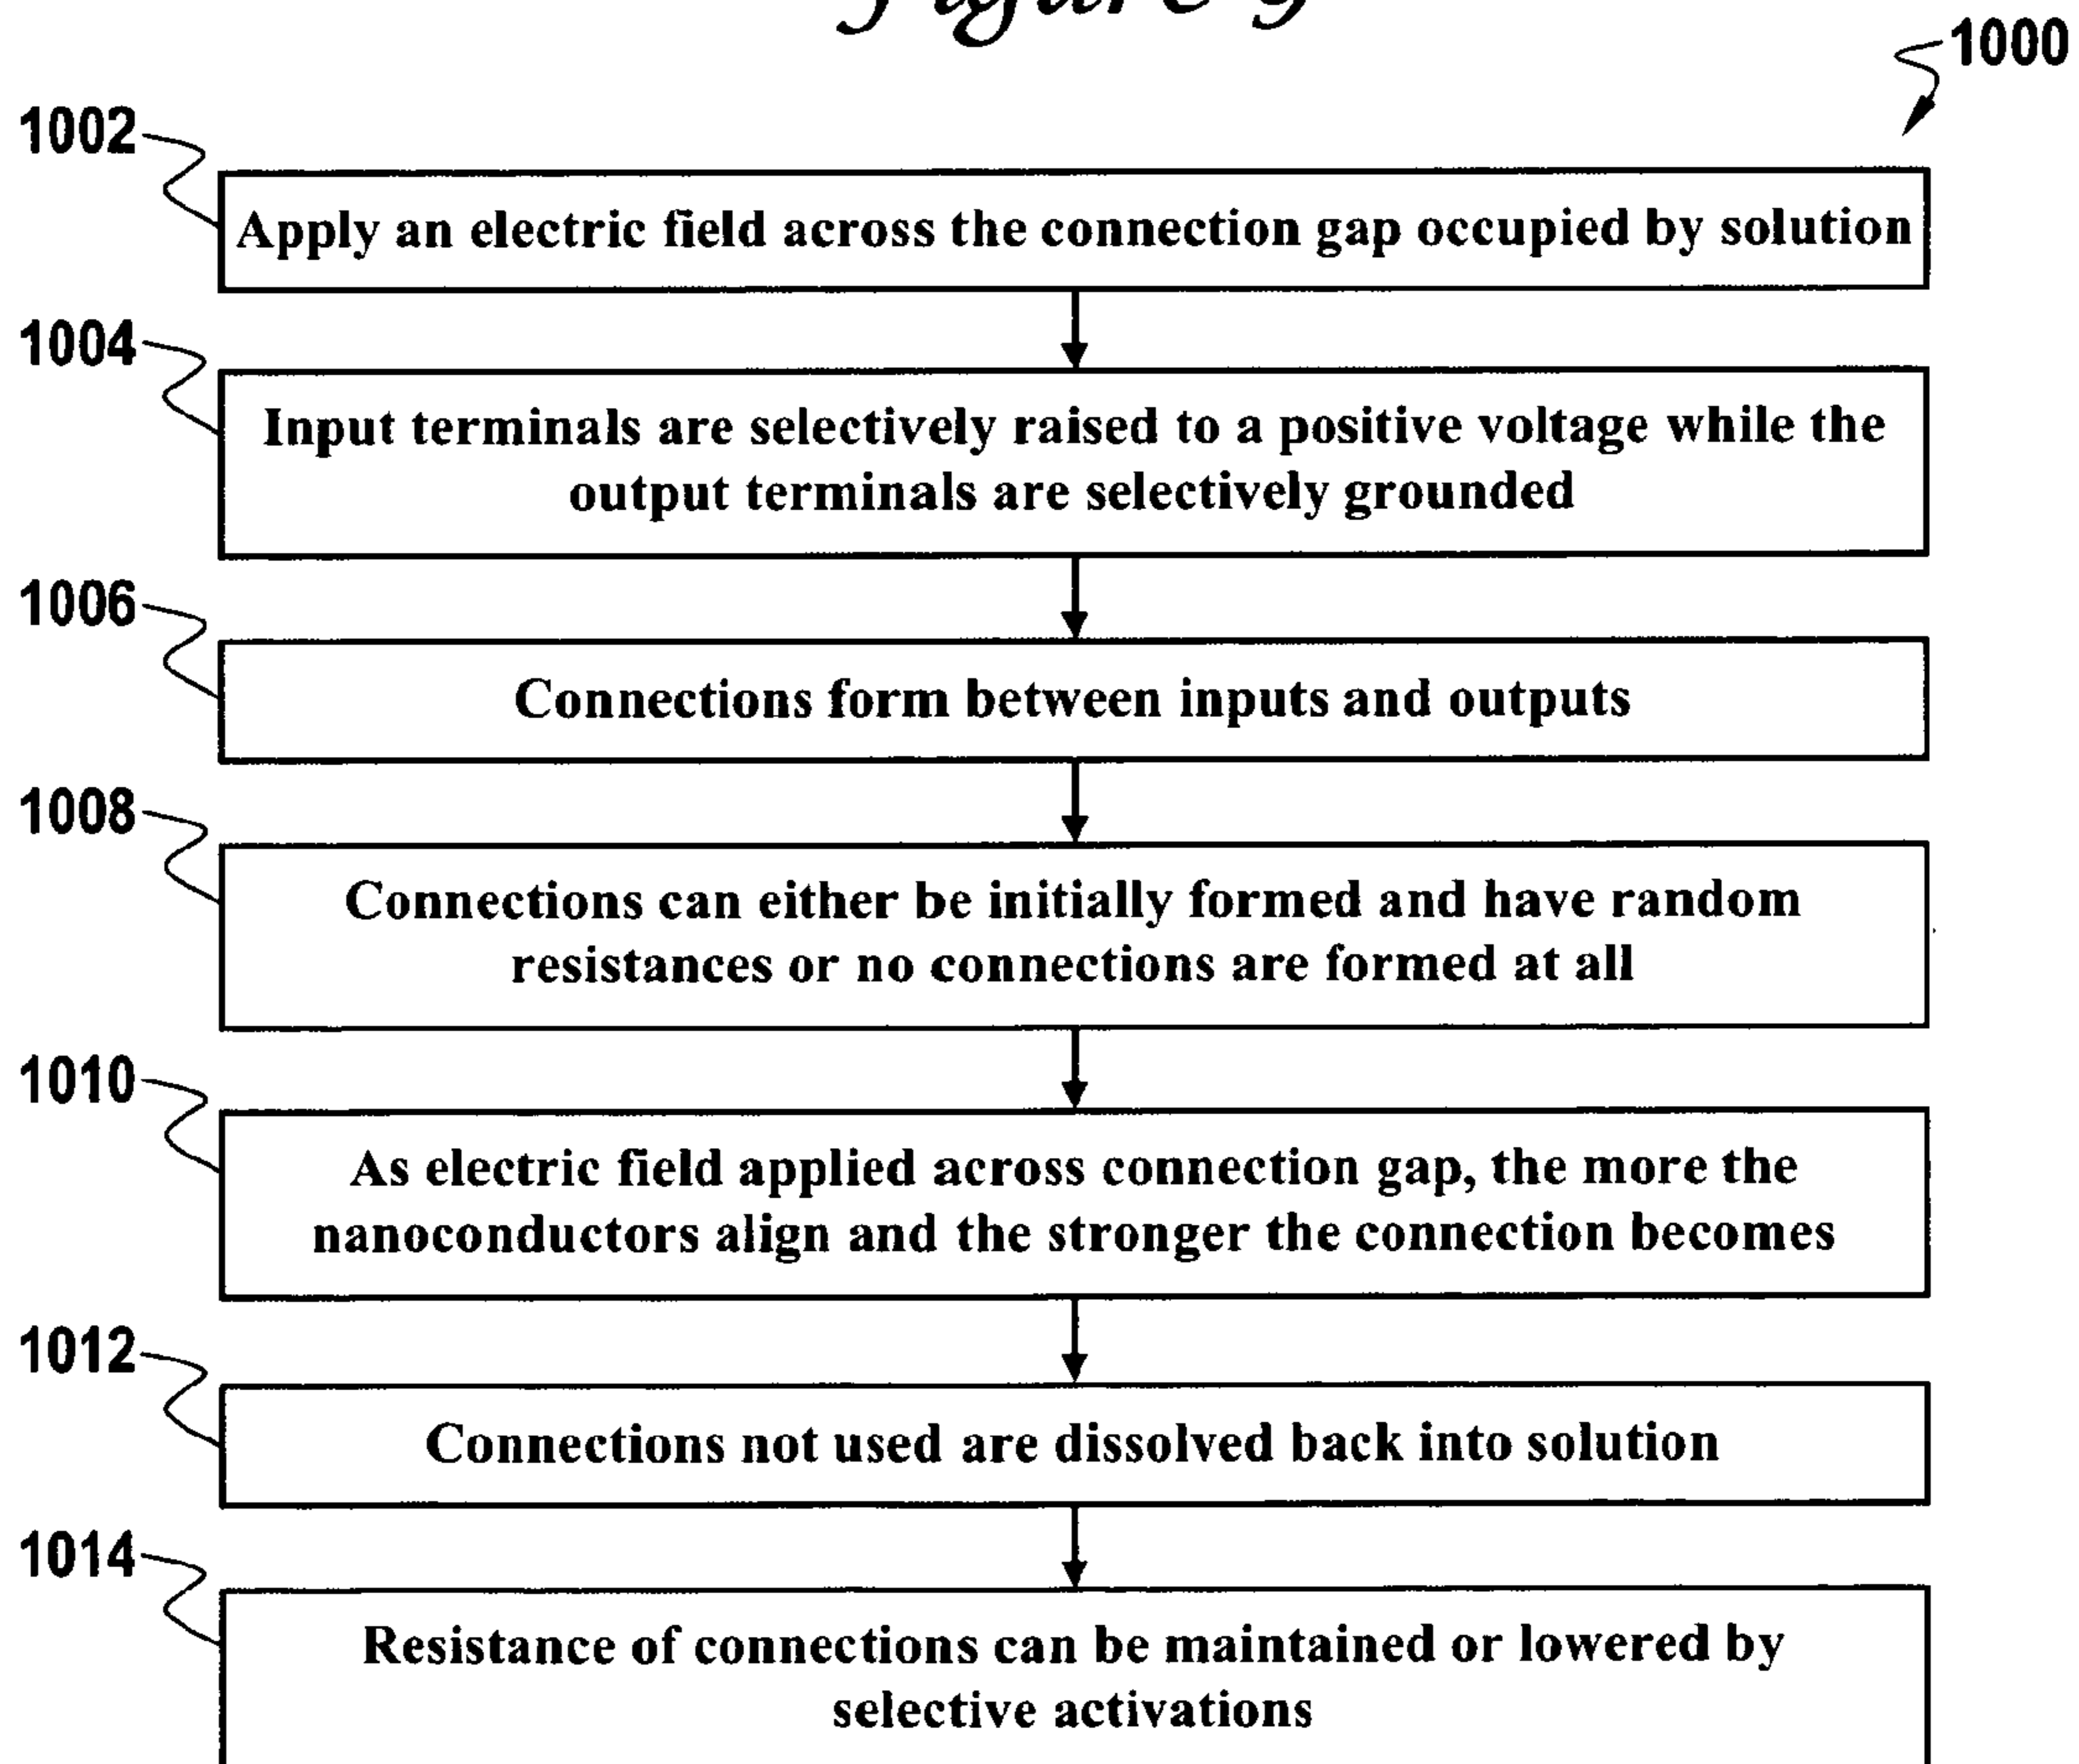 Figure 9
1000
1002
Apply an electric field across the connection gap occupied by solution
1004
Input terminals are selectively raised to a positive voltage while the
output terminals are selectively grounded
1006
Connections form between inputs and outputs
1008
Connections can either be initially formed and have random
resistances or no connections are formed at all
1010
As electric field applied across connection gap, the more the
nanoconductors align and the stronger the connection becomes
1012
Connections not used are dissolved back into solution
1014
Resistance of connections can be maintained or lowered by
selective activations